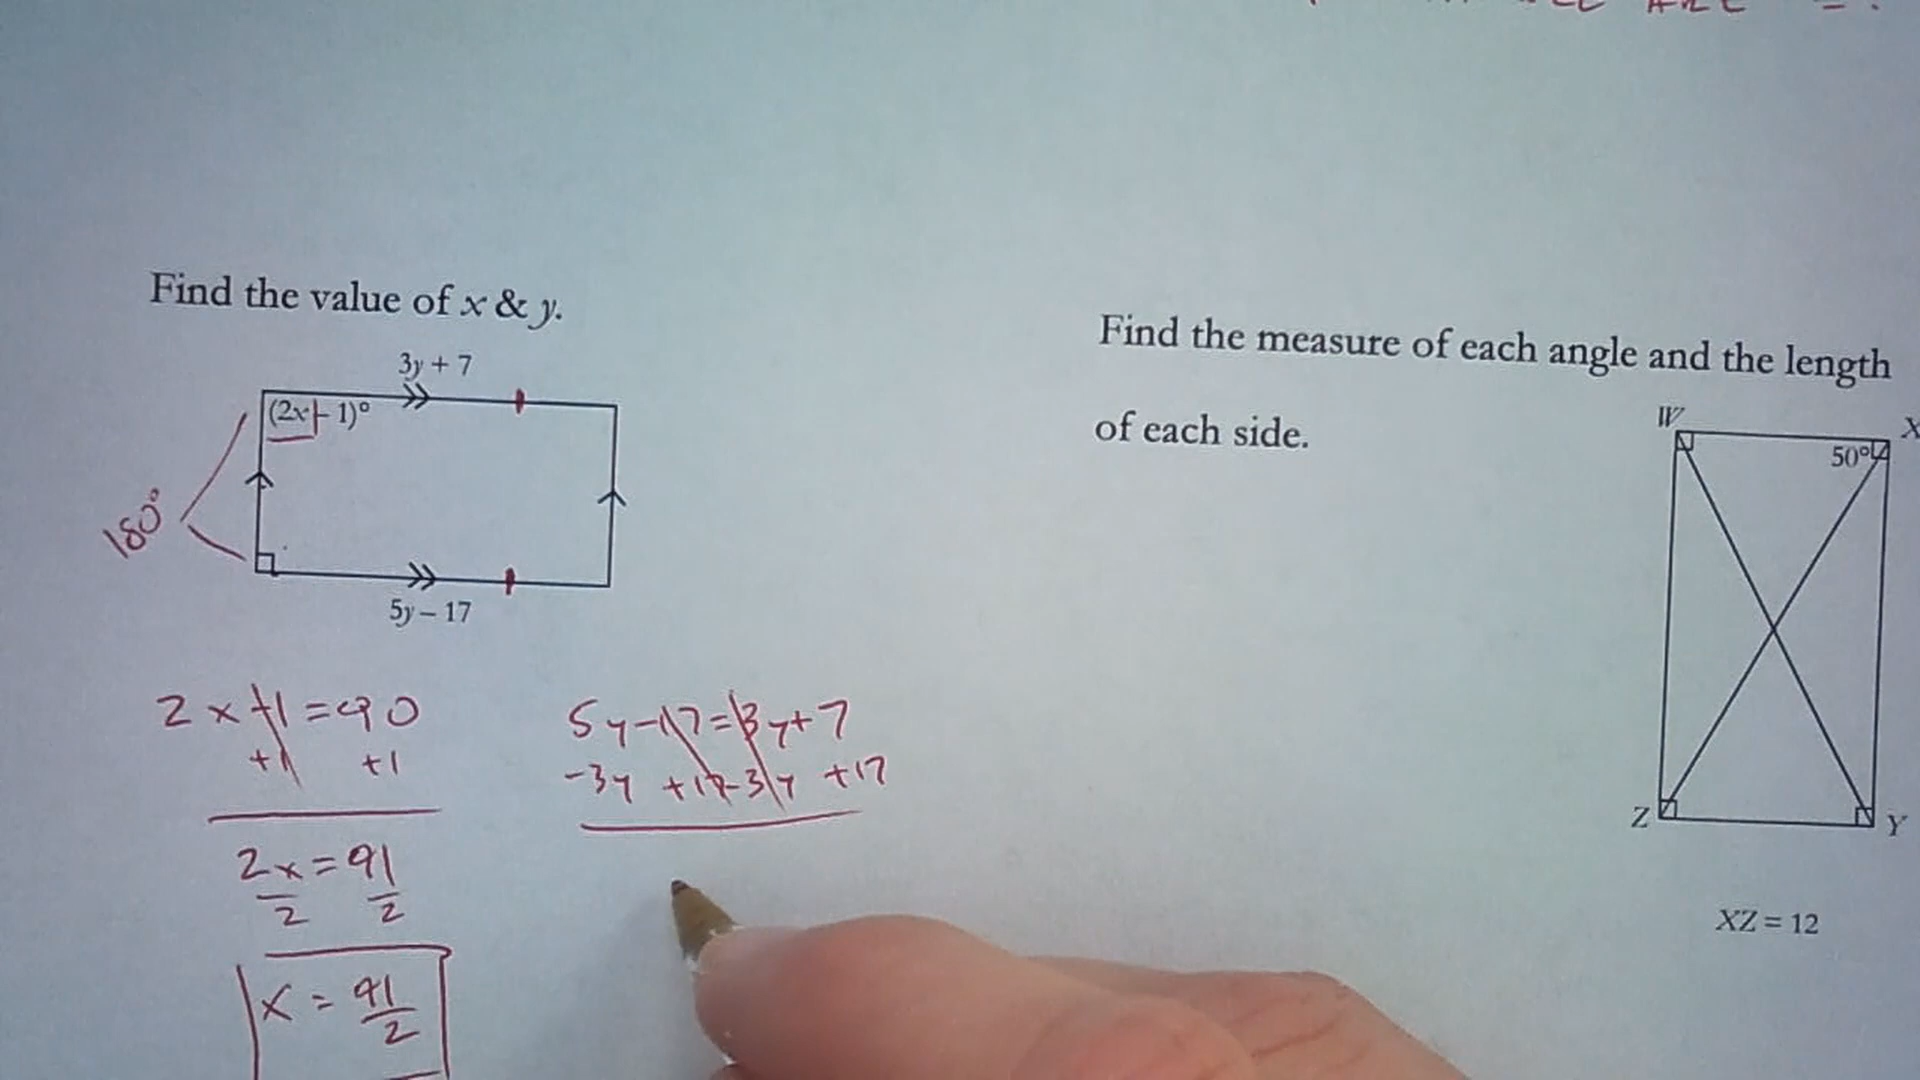 Find the value of x & y.
3y + 7
(2x – 1)°
180°
5y – 17
2x - 1 = 90
+1 +1
2x = 91
2 2
x = 91
2
5y - 17 = 3y + 7
-3y +17 -3y +17
Find the measure of each angle and the length
of each side.
W
X
50°
Z
Y
XZ = 12